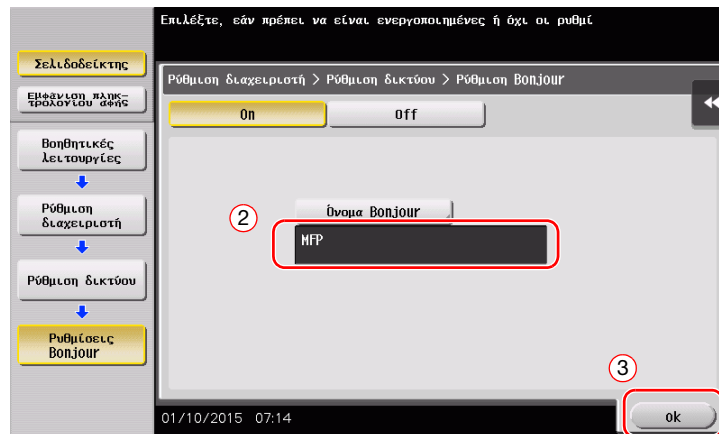 Επιλέξτε, εάν πρέπει να είναι ενεργοποιημένες ή όχι οι ρυθμί
Σελιδοδείκτης
Εμφάνιση πληκ-
τρολογίου αφής
Βοηθητικές
λειτουργίες
Ρύθμιση
διαχειριστή
Ρύθμιση δικτύου
Ρυθμίσεις
Bonjour
Ρύθμιση διαχειριστή > Ρύθμιση δικτύου > Ρύθμιση Bonjour
On
Off
2
Όνομα Bonjour
MFP
3
01/10/2015 07:14
ok